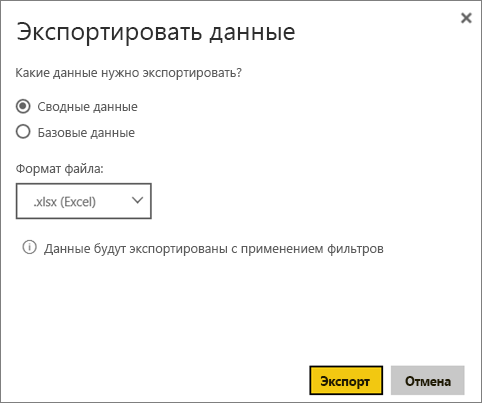 Экспортировать данные
Какие данные нужно экспортировать?
Сводные данные
Базовые данные
Формат файла:
.xlsx (Excel)
Данные будут экспортированы с применением фильтров
Экспорт Отмена